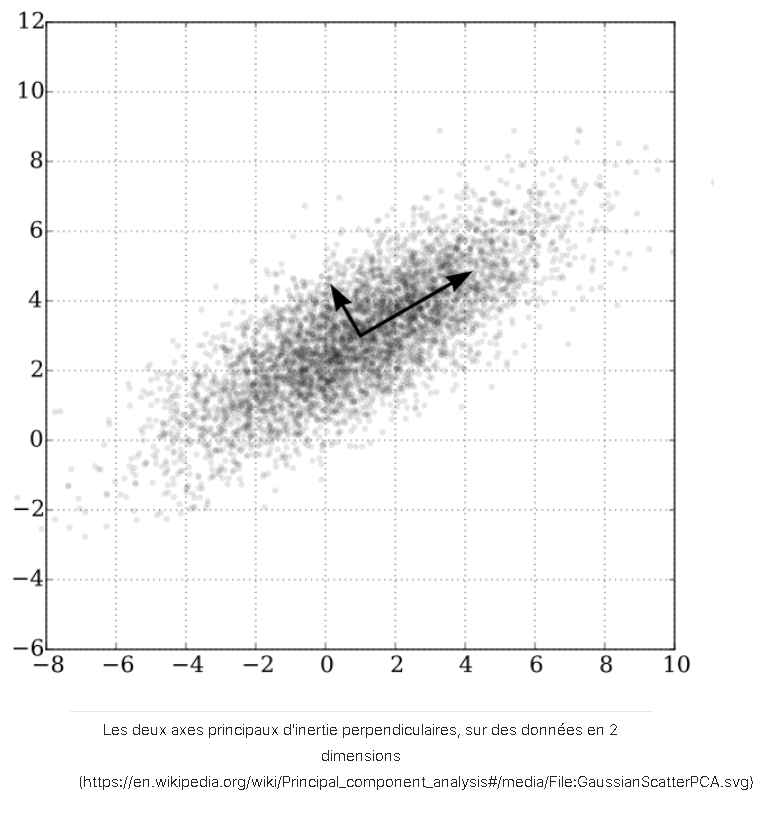 12
10
8
6
4
2
0
−2
−4
−6
−8 −6 −4 −2 0 2 4 6 8 10
Les deux axes principaux d'inertie perpendiculaires, sur des données en 2
dimensions
(https://en.wikipedia.org/wiki/Principal_component_analysis#/media/File:GaussianScatterPCA.svg)